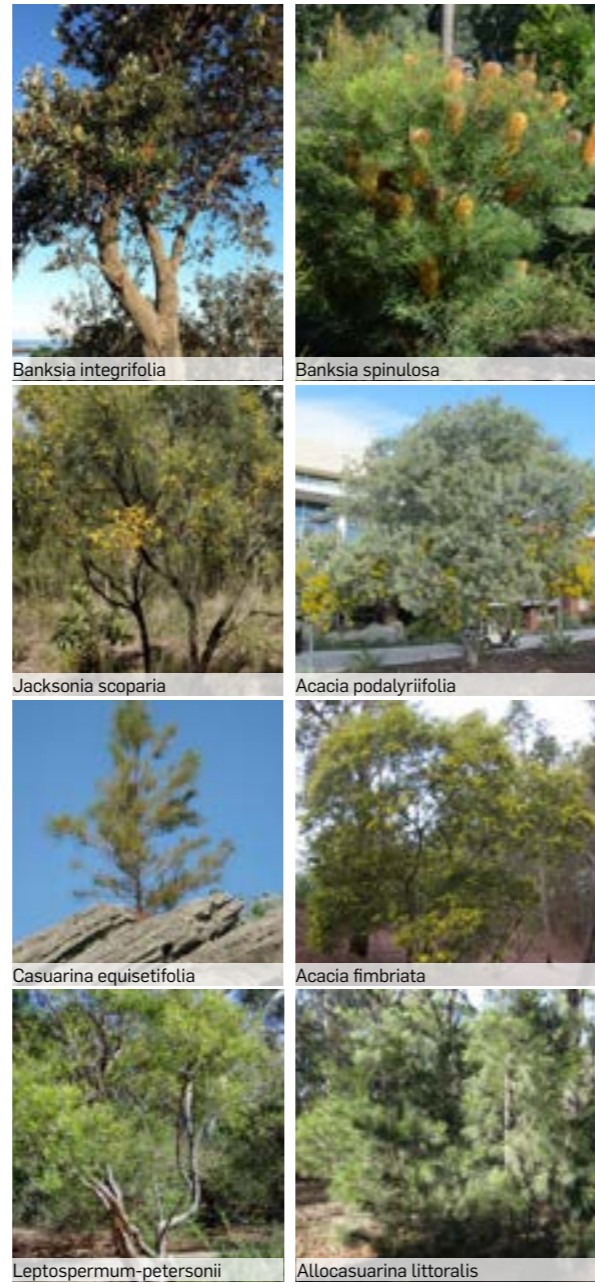 Banksia integrifolia
Banksia spinulosa
Jacksonia scoparia
Acacia podalyriifolia
Casuarina equisetifolia
Acacia fimbriata
Leptospermum-petersonii
Allocasuarina littoralis